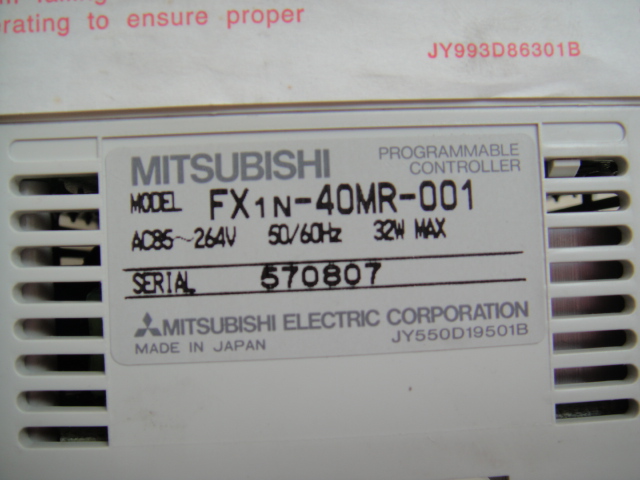 erating to ensure proper
JY993D86301B
MITSUBISHI
PROGRAMMABLE
CONTROLLER
MODEL FX1N-40MR-001
AC85~264V 50/60Hz 32W MAX
SERIAL 570807
MITSUBISHI ELECTRIC CORPORATION
MADE IN JAPAN JY550D19501B